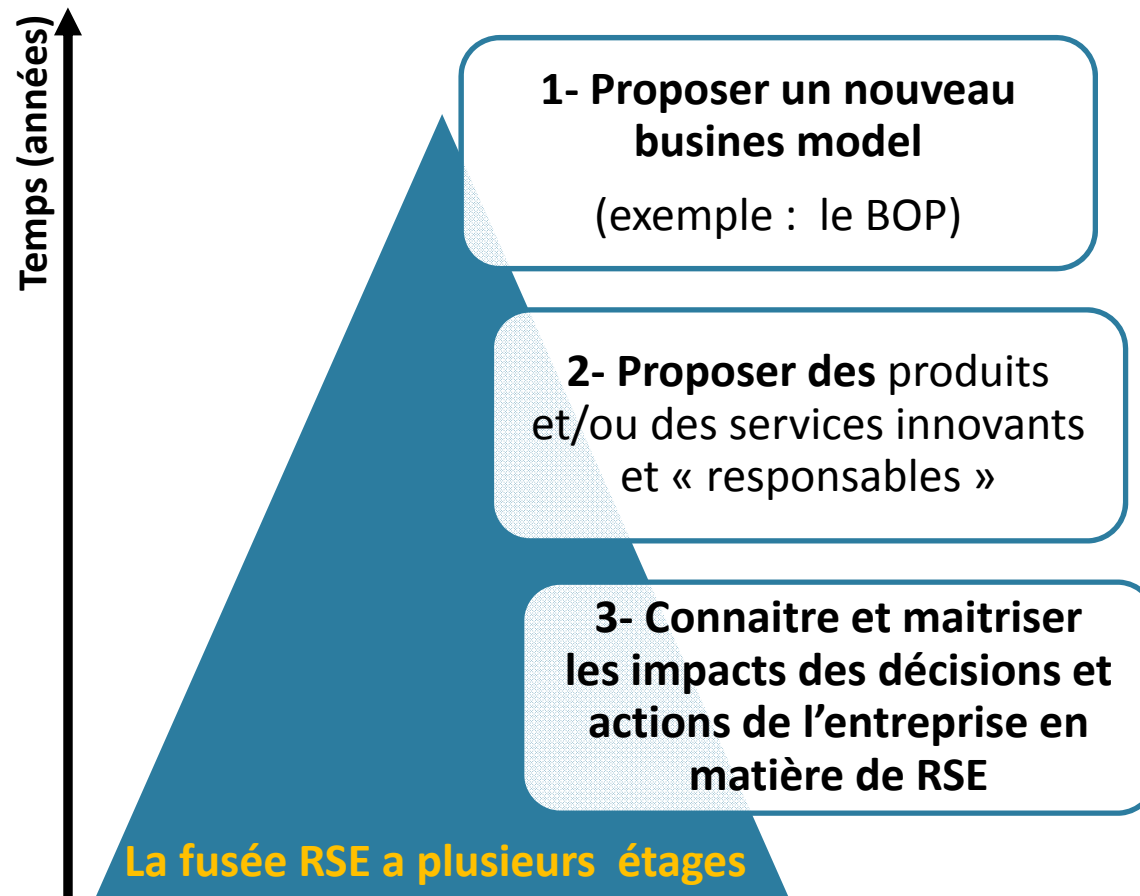 Temps (années)
1- Proposer un nouveau
busines model
(exemple : le BOP)
2- Proposer des produits
et/ou des services innovants
et « responsables »
3- Connaitre et maitriser
les impacts des décisions et
actions de l’entreprise en
matière de RSE
La fusée RSE a plusieurs étages